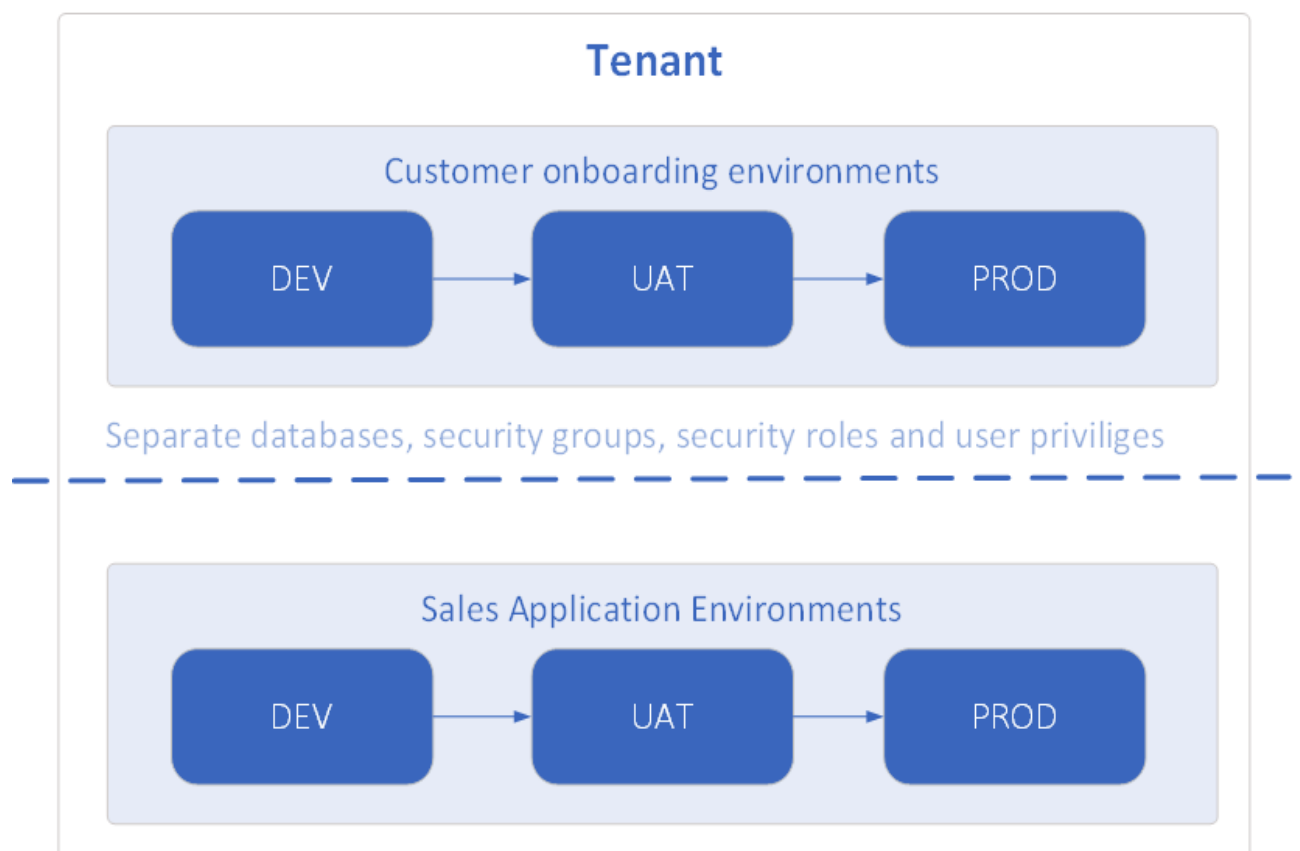 Tenant
Customer onboarding environments
DEV
UAT
PROD
Separate databases, security groups, security roles and user priviliges
Sales Application Environments
DEV
UAT
PROD